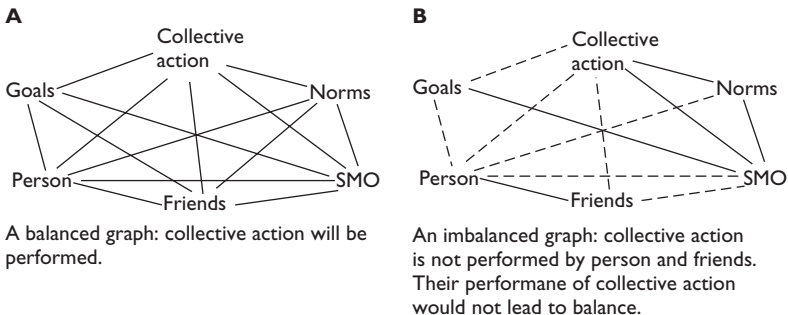 A
Collective
action
Goals
Norms
Person
SMO
Friends
A balanced graph: collective action will be
performed.
B
Collective
action
Goals
Norms
Person
SMO
Friends
An imbalanced graph: collective action
is not performed by person and friends.
Their performane of collective action
would not lead to balance.